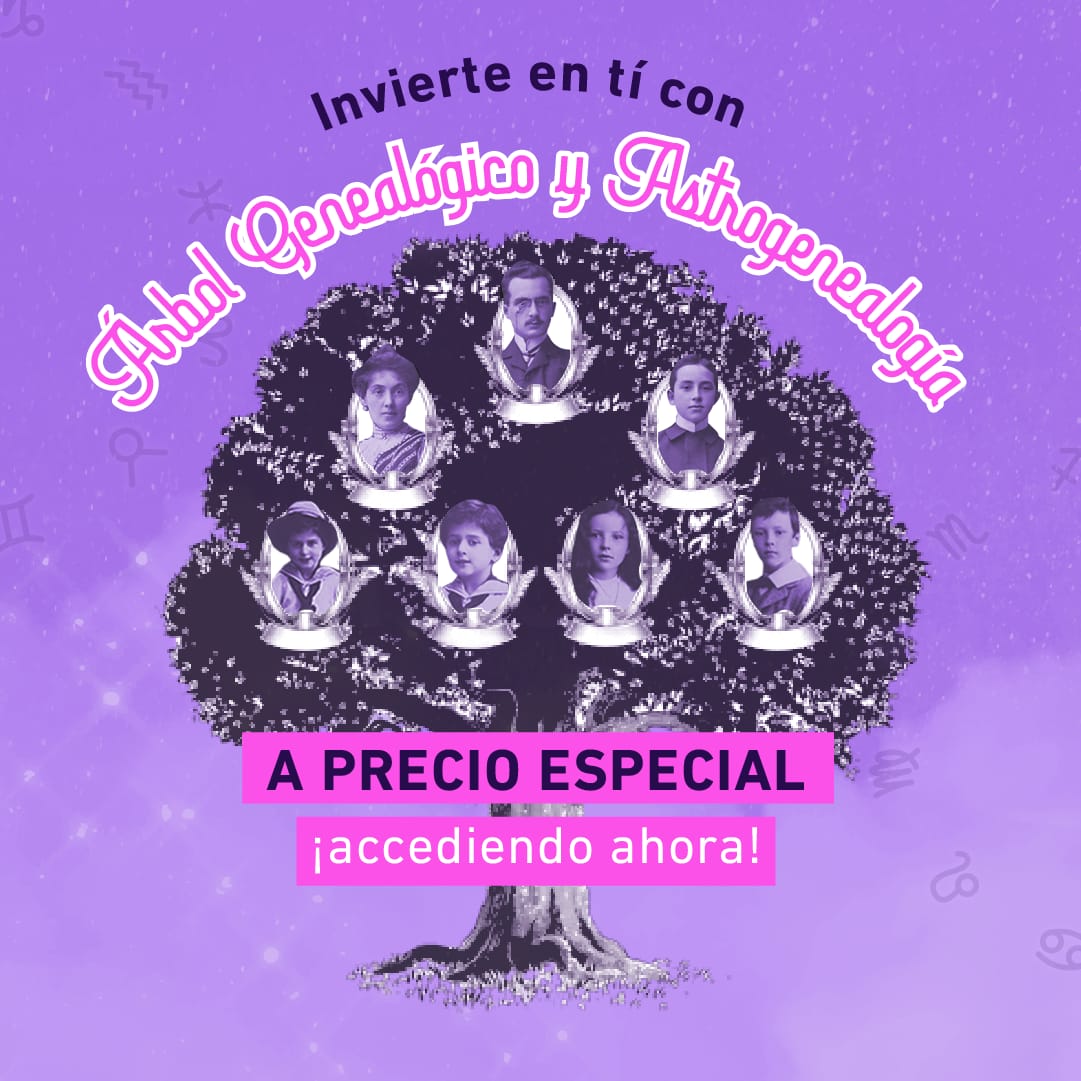 Invierte en tí con
Árbol Genealógico y Astrogenealogía
A PRECIO ESPECIAL
¡accediendo ahora!